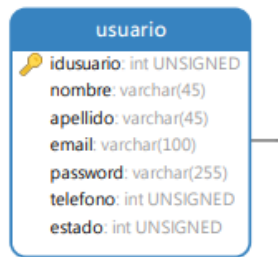 usuario
idusuario: int UNSIGNED
nombre: varchar(45)
apellido: varchar(45)
email: varchar(100)
password: varchar(255)
telefono: int UNSIGNED
estado: int UNSIGNED